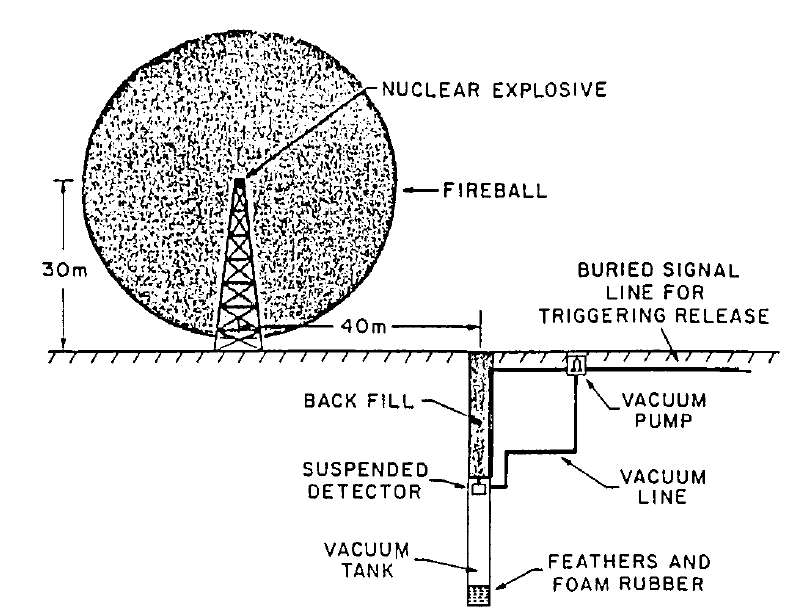 NUCLEAR EXPLOSIVE
FIREBALL
30m
BURIED SIGNAL
LINE FOR
TRIGGERING RELEASE
40m
BACK FILL
VACUUM
PUMP
SUSPENDED
DETECTOR
VACUUM
LINE
VACUUM
TANK
FEATHERS AND
FOAM RUBBER